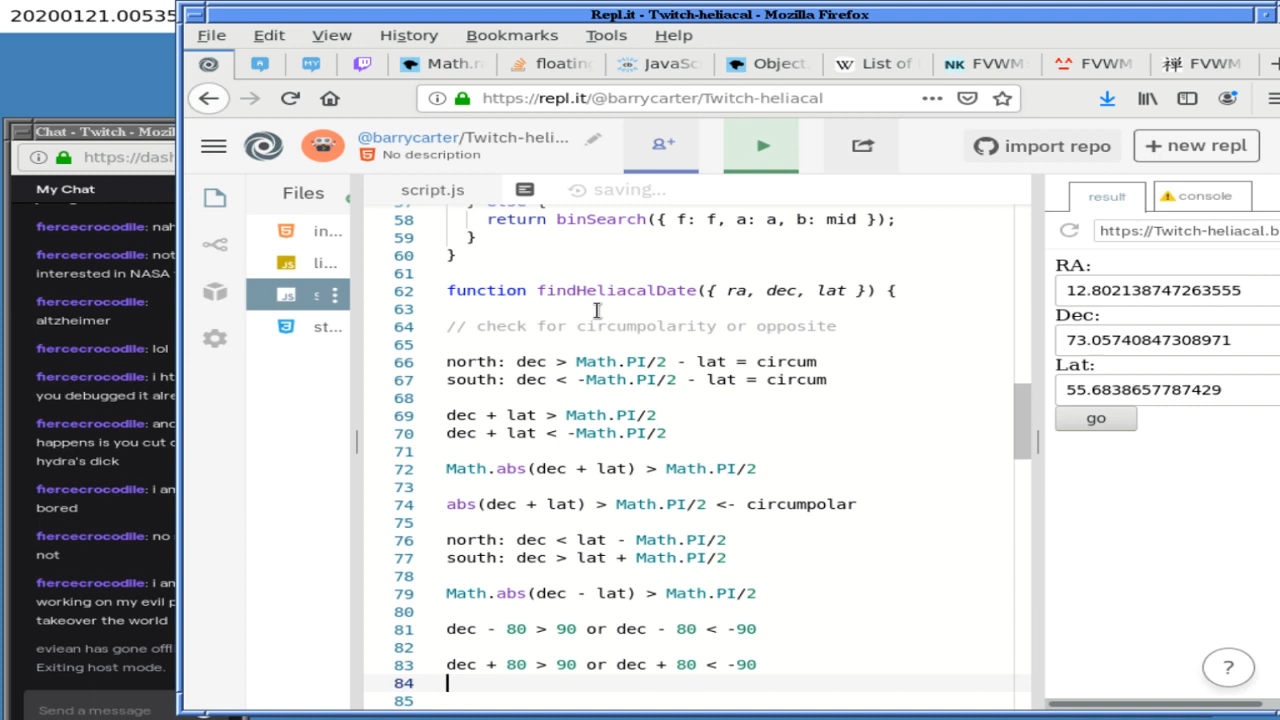 20200121.00535
Repl.it - Twitch-heliacal - Mozilla Firefox
File Edit View History Bookmarks Tools Help
Math.r floating JavaSc Object. List of NK FVWM FVWM 禅 FVWM
https://repl.it/@barrycarter/Twitch-heliacal
Chat - Twitch - Mozil
https://dash
My Chat
fiercecrocodile: nah
fiercecrocodile: not
interested in NASA
fiercecrocodile:
altzheimer
fiercecrocodile: lol
fiercecrocodile: i ht
you debugged it alre
fiercecrocodile: and
happens is you cut o
hydra's dick
fiercecrocodile: i am
bored
fiercecrocodile: no
not
fiercecrocodile: i am
working on my evil p
takeover the world
eviean has gone offl
Exiting host mode.
Send a message
@barrycarter/Twitch-heli...
No description
import repo
+ new repl
Files
in...
li...
s
st...
script.js
saving...
57 } else {
58 return binSearch({ f: f, a: a, b: mid });
59 }
60 }
61
62 function findHeliacalDate({ ra, dec, lat }) {
63
64 // check for circumpolarity or opposite
65
66 north: dec > Math.PI/2 - lat = circum
67 south: dec < -Math.PI/2 - lat = circum
68
69 dec + lat > Math.PI/2
70 dec + lat < -Math.PI/2
71
72 Math.abs(dec + lat) > Math.PI/2
73
74 abs(dec + lat) > Math.PI/2 <- circumpolar
75
76 north: dec < lat - Math.PI/2
77 south: dec > lat + Math.PI/2
78
79 Math.abs(dec - lat) > Math.PI/2
80
81 dec - 80 > 90 or dec - 80 < -90
82
83 dec + 80 > 90 or dec + 80 < -90
84
85
result
console
https://Twitch-heliacal.b
RA:
12.802138747263555
Dec:
73.05740847308971
Lat:
55.6838657787429
go
?